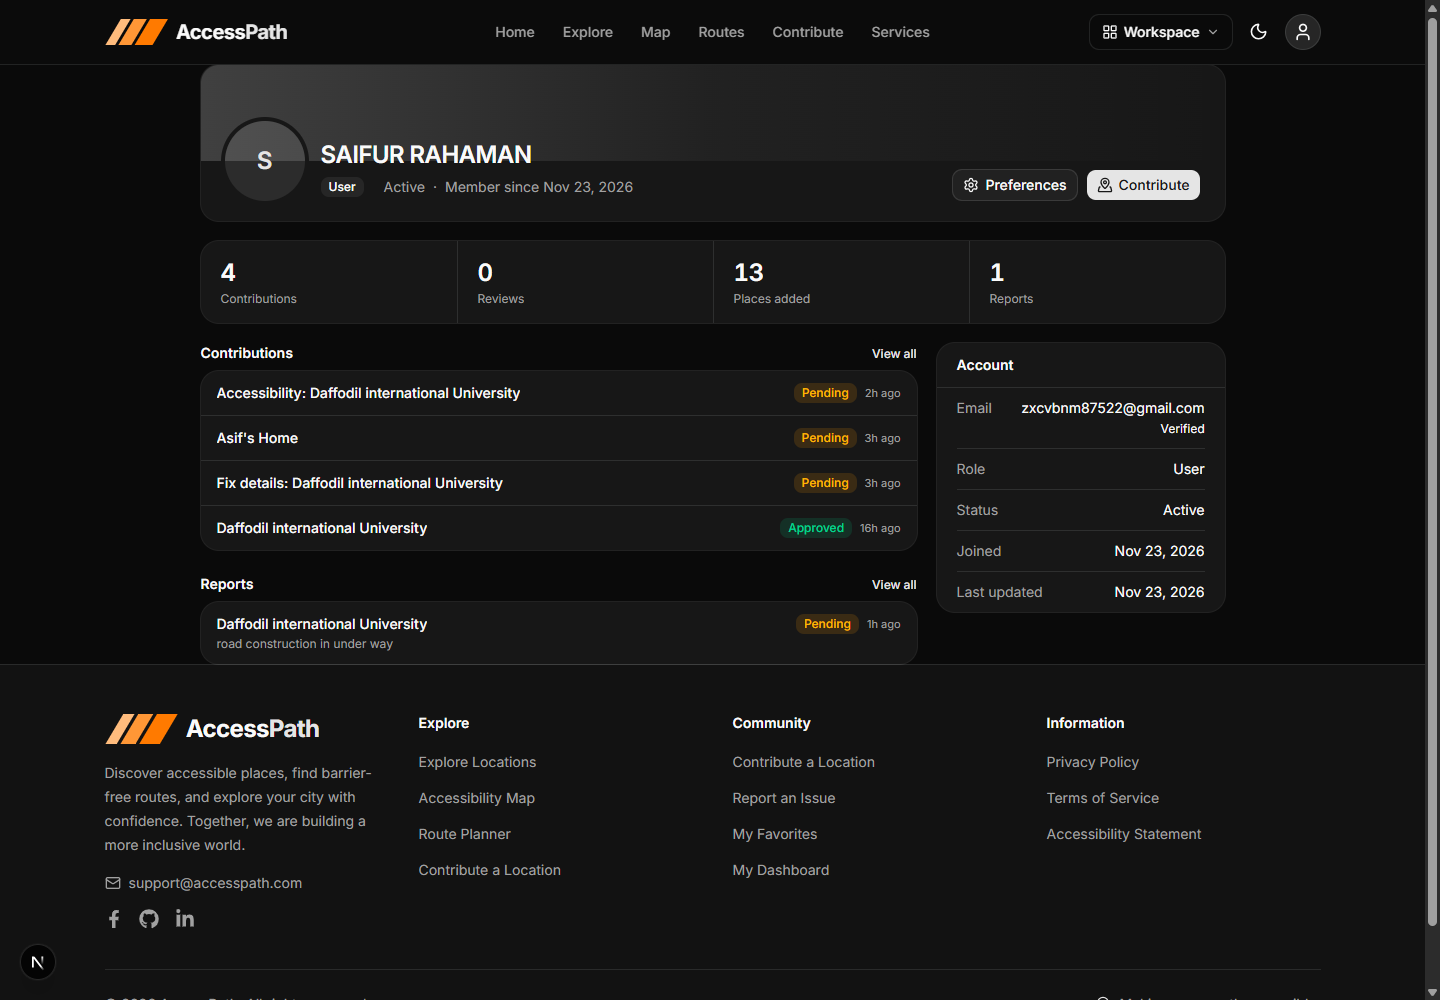 AccessPath
Home Explore Map Routes Contribute Services
Workspace
S
SAIFUR RAHAMAN
User Active · Member since Nov 23, 2026
Preferences
Contribute
4
Contributions
0
Reviews
13
Places added
1
Reports
Contributions
View all
Accessibility: Daffodil international University Pending 2h ago
Asif's Home Pending 3h ago
Fix details: Daffodil international University Pending 3h ago
Daffodil international University Approved 16h ago
Reports
View all
Daffodil international University Pending 1h ago
road construction in under way
Account
Email zxcvbnm87522@gmail.com
Verified
Role User
Status Active
Joined Nov 23, 2026
Last updated Nov 23, 2026
AccessPath
Discover accessible places, find barrier-
free routes, and explore your city with
confidence. Together, we are building a
more inclusive world.
support@accesspath.com
Explore
Explore Locations
Accessibility Map
Route Planner
Contribute a Location
Community
Contribute a Location
Report an Issue
My Favorites
My Dashboard
Information
Privacy Policy
Terms of Service
Accessibility Statement
N